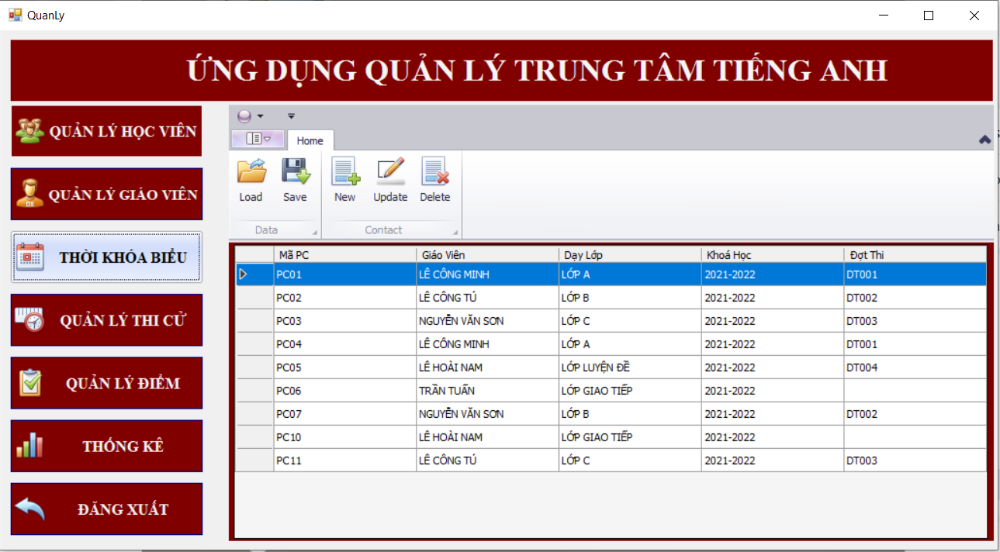 QuanLy
ỨNG DỤNG QUẢN LÝ TRUNG TÂM TIẾNG ANH
QUẢN LÝ HỌC VIÊN
QUẢN LÝ GIÁO VIÊN
THỜI KHÓA BIỂU
QUẢN LÝ THI CỬ
QUẢN LÝ ĐIỂM
THỐNG KÊ
ĐĂNG XUẤT
Home
Load Save New Update Delete
Data Contact
Mã PC Giáo Viên Dạy Lớp Khoá Học Đợt Thi
PC01 LÊ CÔNG MINH LỚP A 2021-2022 DT001
PC02 LÊ CÔNG TÚ LỚP B 2021-2022 DT002
PC03 NGUYỄN VĂN SƠN LỚP C 2021-2022 DT003
PC04 LÊ CÔNG MINH LỚP A 2021-2022 DT001
PC05 LÊ HOÀI NAM LỚP LUYỆN ĐỀ 2021-2022 DT004
PC06 TRẦN TUẤN LỚP GIAO TIẾP 2021-2022
PC07 NGUYỄN VĂN SƠN LỚP B 2021-2022 DT002
PC10 LÊ HOÀI NAM LỚP GIAO TIẾP 2021-2022
PC11 LÊ CÔNG TÚ LỚP C 2021-2022 DT003